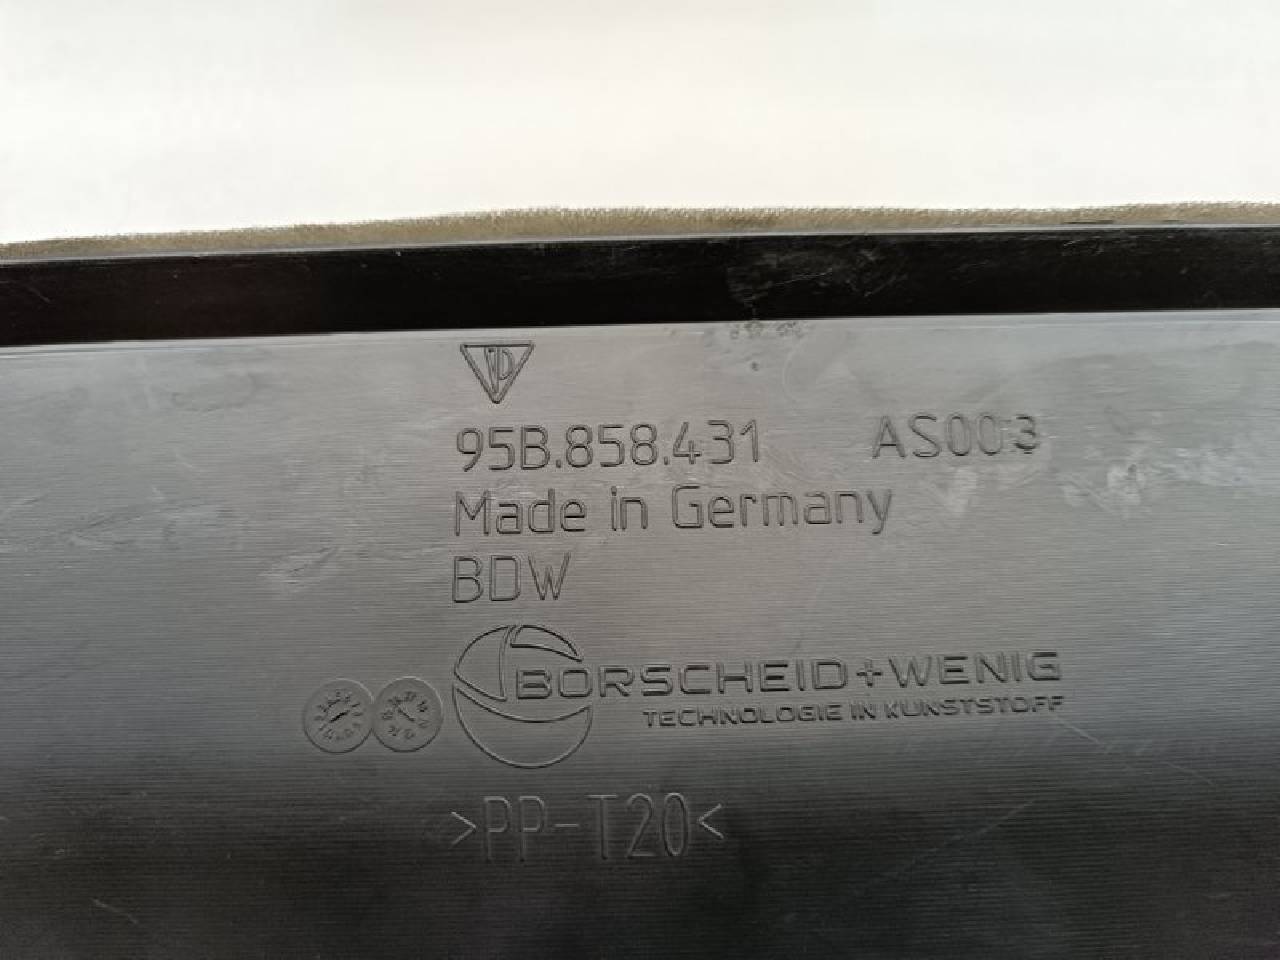 95B.858.431 AS003
Made in Germany
BDW
BORSCHEID+WENIG
TECHNOLOGIE IN KUNSTSTOFF
>PP-T20<